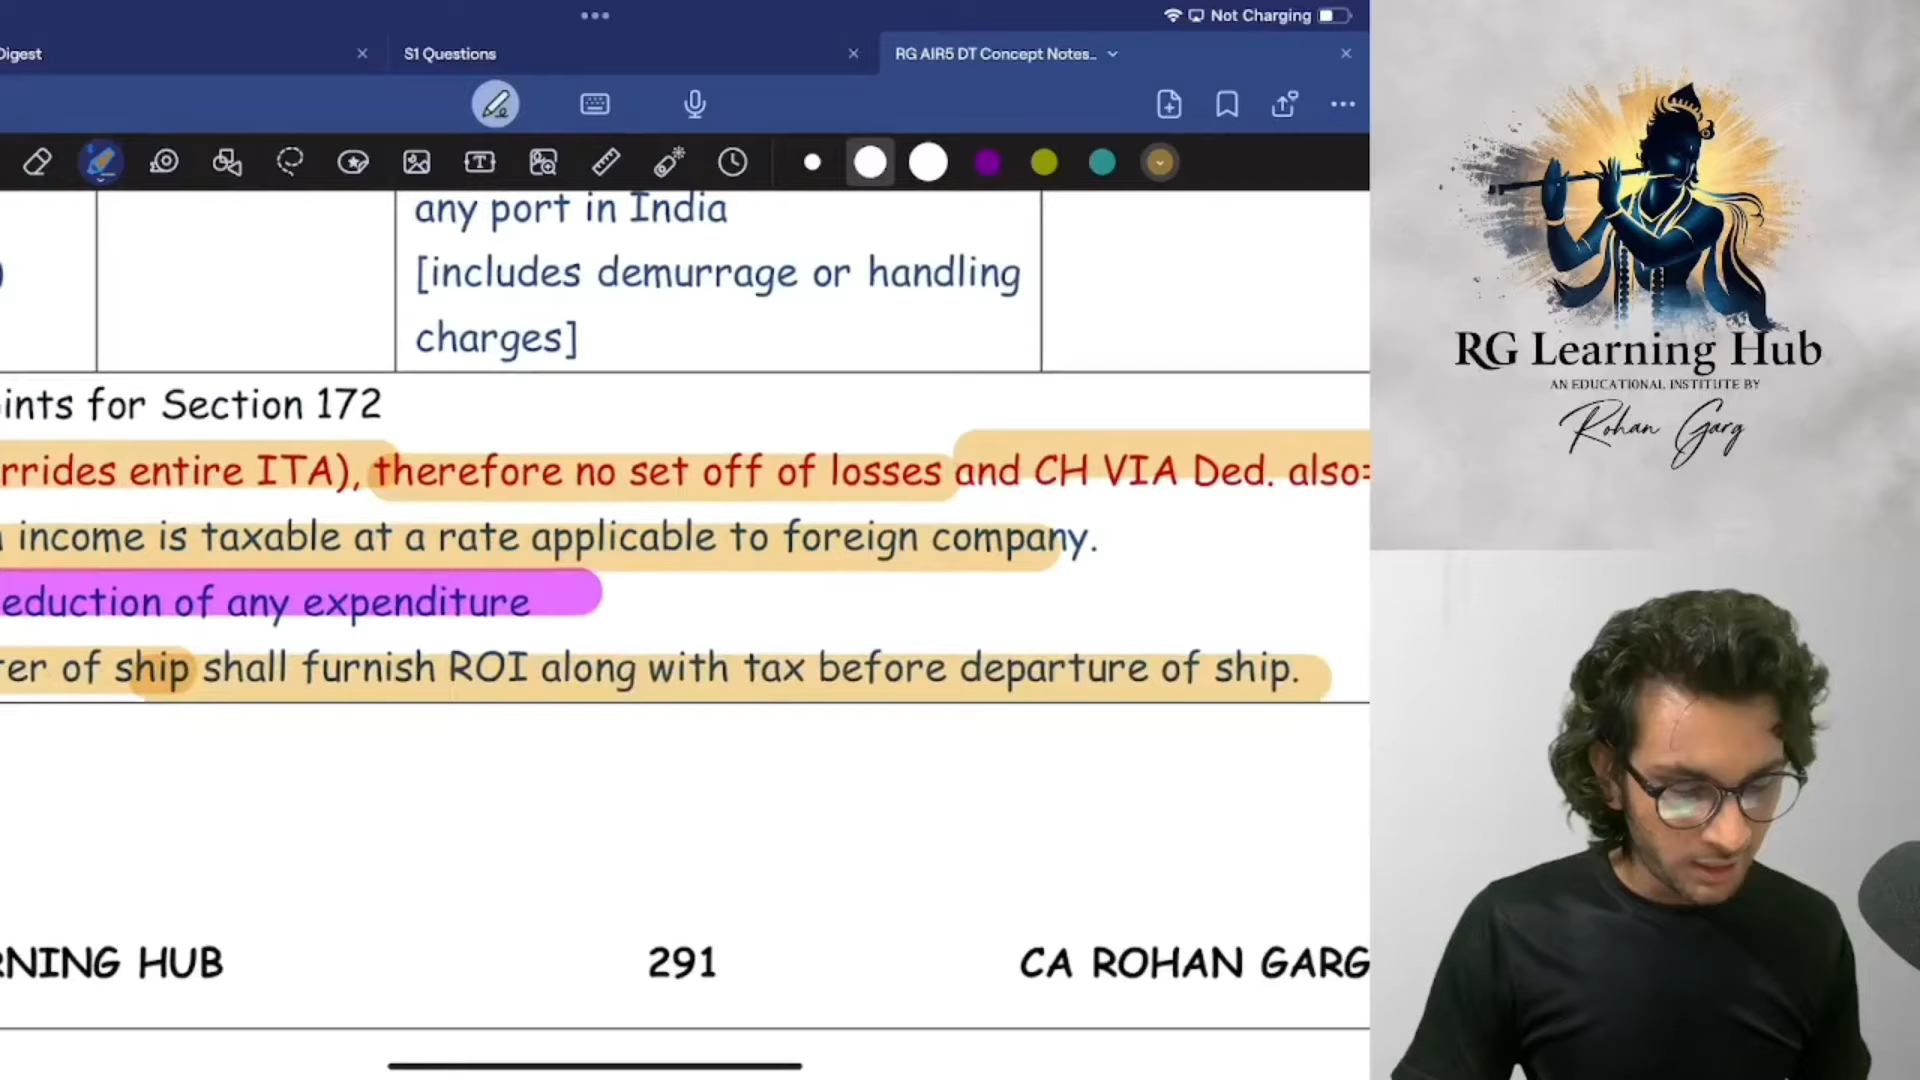 Not Charging
Digest
S1 Questions
RG AIR5 DT Concept Notes..
any port in India
[includes demurrage or handling
charges]
ints for Section 172
rrides entire ITA), therefore no set off of losses and CH VIA Ded. also=
income is taxable at a rate applicable to foreign company.
eduction of any expenditure
ter of ship shall furnish ROI along with tax before departure of ship.
RNING HUB
291
CA ROHAN GARG
RG Learning Hub
AN EDUCATIONAL INSTITUTE BY
Rohan Garg